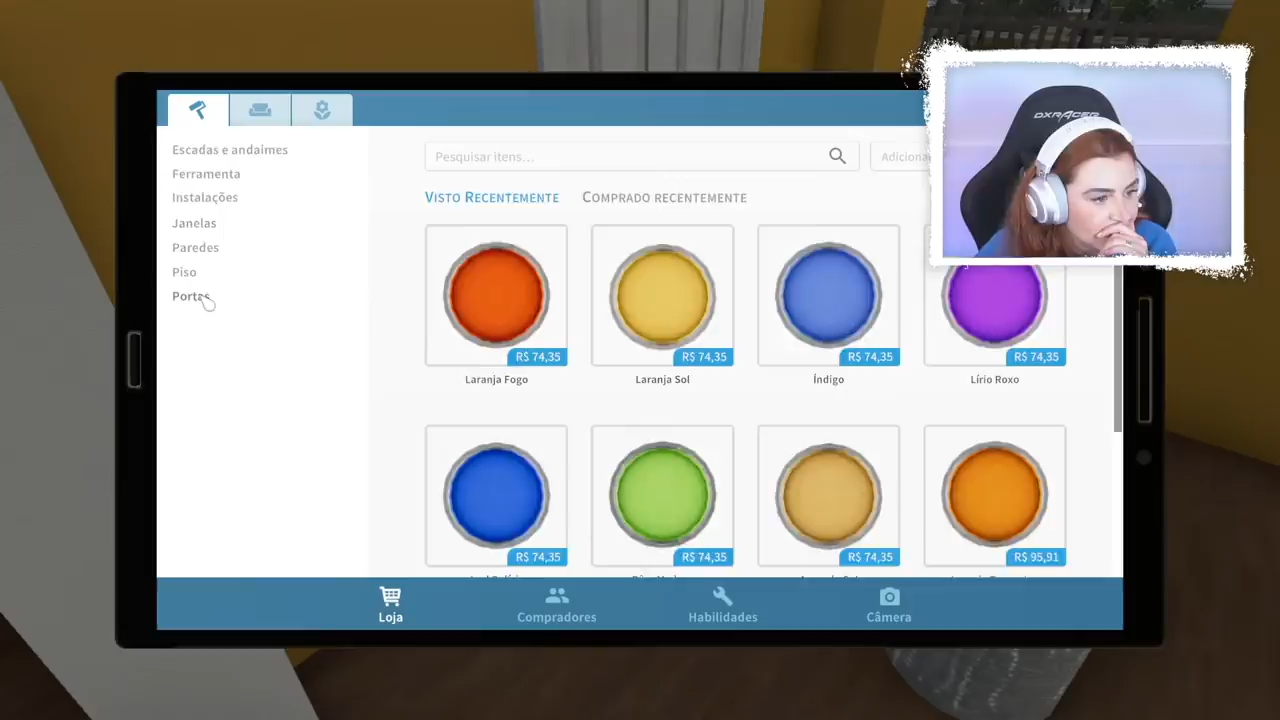 DXRACER
Escadas e andaimes
Ferramenta
Instalações
Janelas
Paredes
Piso
Portas
Pesquisar itens...
Adiciona
VISTO RECENTEMENTE
COMPRADO RECENTEMENTE
R$ 74,35
R$ 74,35
R$ 74,35
R$ 74,35
Laranja Fogo
Laranja Sol
Índigo
Lírio Roxo
R$ 74,35
R$ 74,35
R$ 74,35
R$ 95,91
Loja
Compradores
Habilidades
Câmera